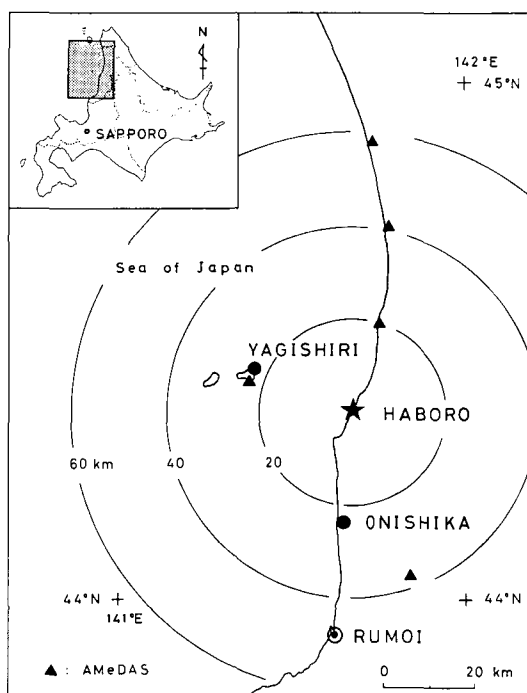 N
SAPPORO
142°E
45°N
Sea of Japan
YAGISHIRI
HABORO
60 km
40
20
ONISHIKA
44°N
141°E
44°N
RUMOI
▲ : AMeDAS
0 20 km